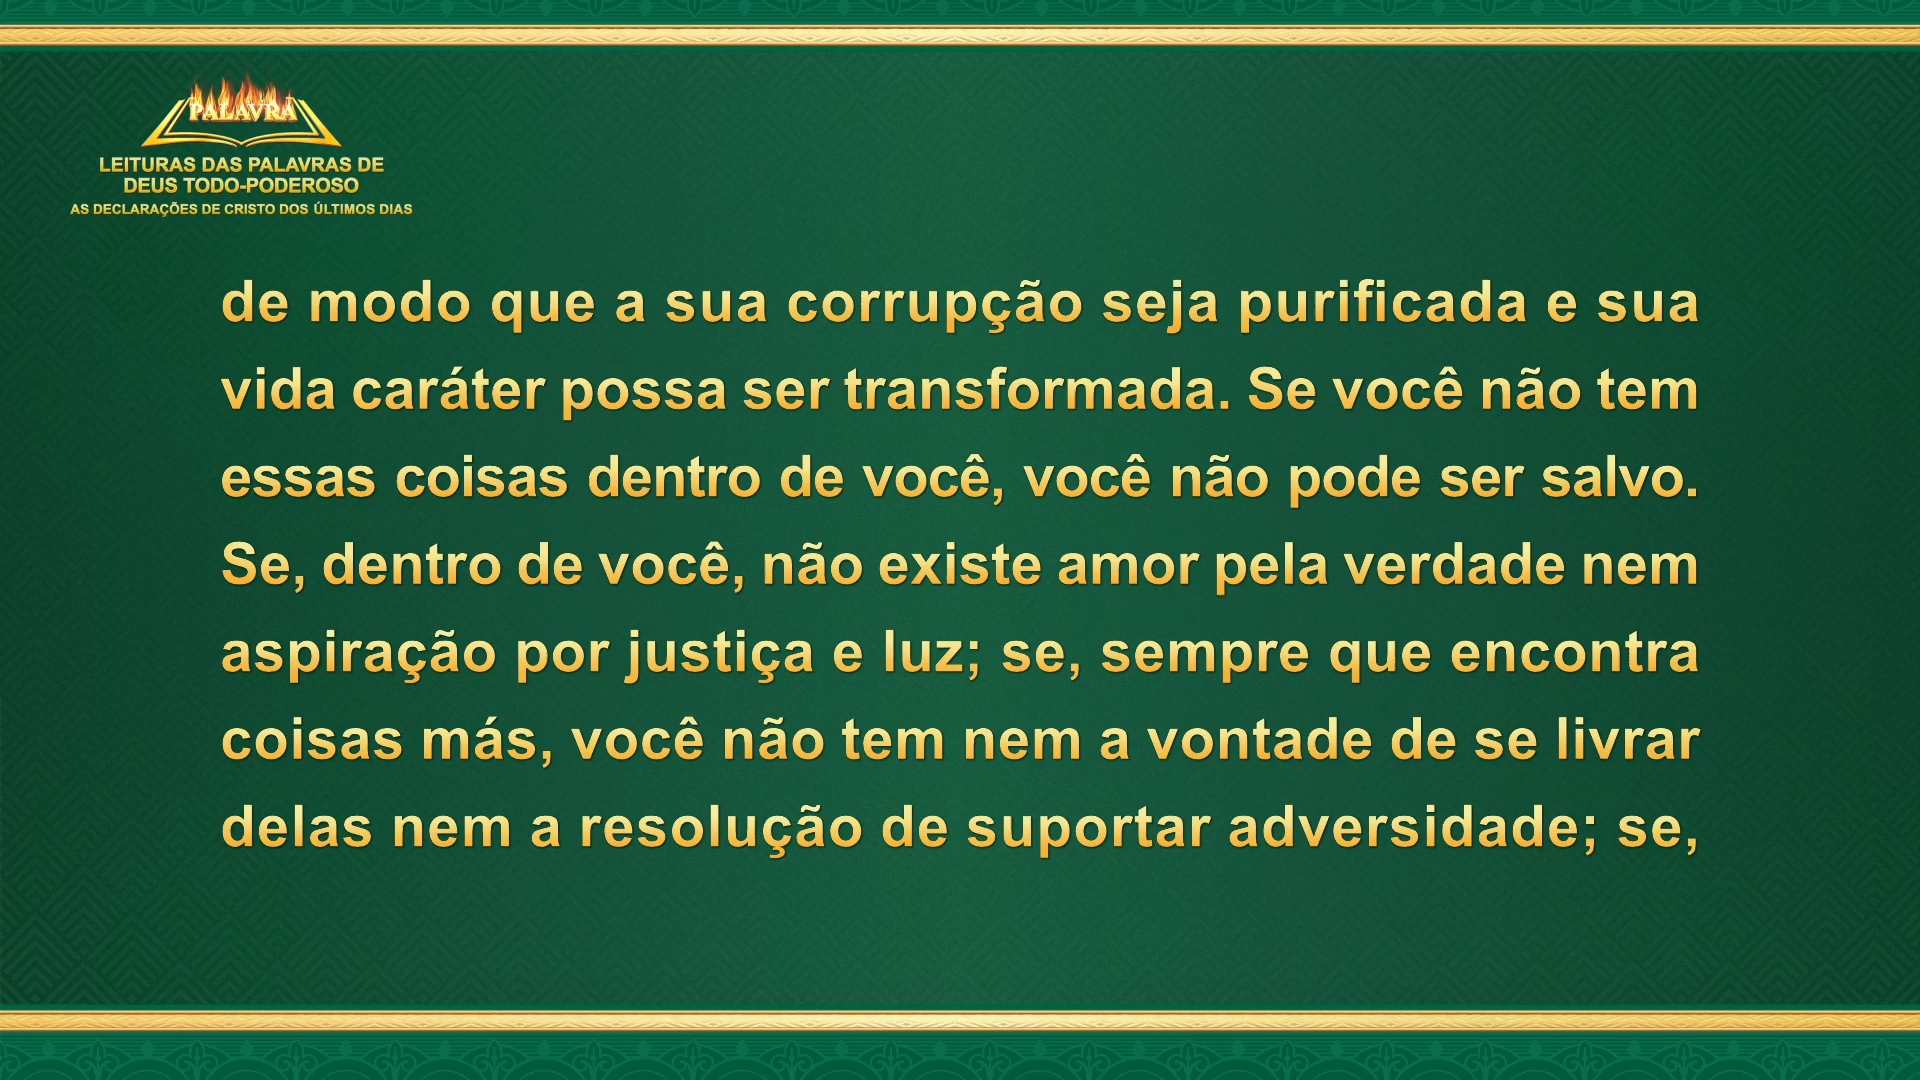 PALAVRA
LEITURAS DAS PALAVRAS DE
DEUS TODO-PODEROSO
AS DECLARAÇÕES DE CRISTO DOS ÚLTIMOS DIAS
de modo que a sua corrupção seja purificada e sua
vida caráter possa ser transformada. Se você não tem
essas coisas dentro de você, você não pode ser salvo.
Se, dentro de você, não existe amor pela verdade nem
aspiração por justiça e luz; se, sempre que encontra
coisas más, você não tem nem a vontade de se livrar
delas nem a resolução de suportar adversidade; se,